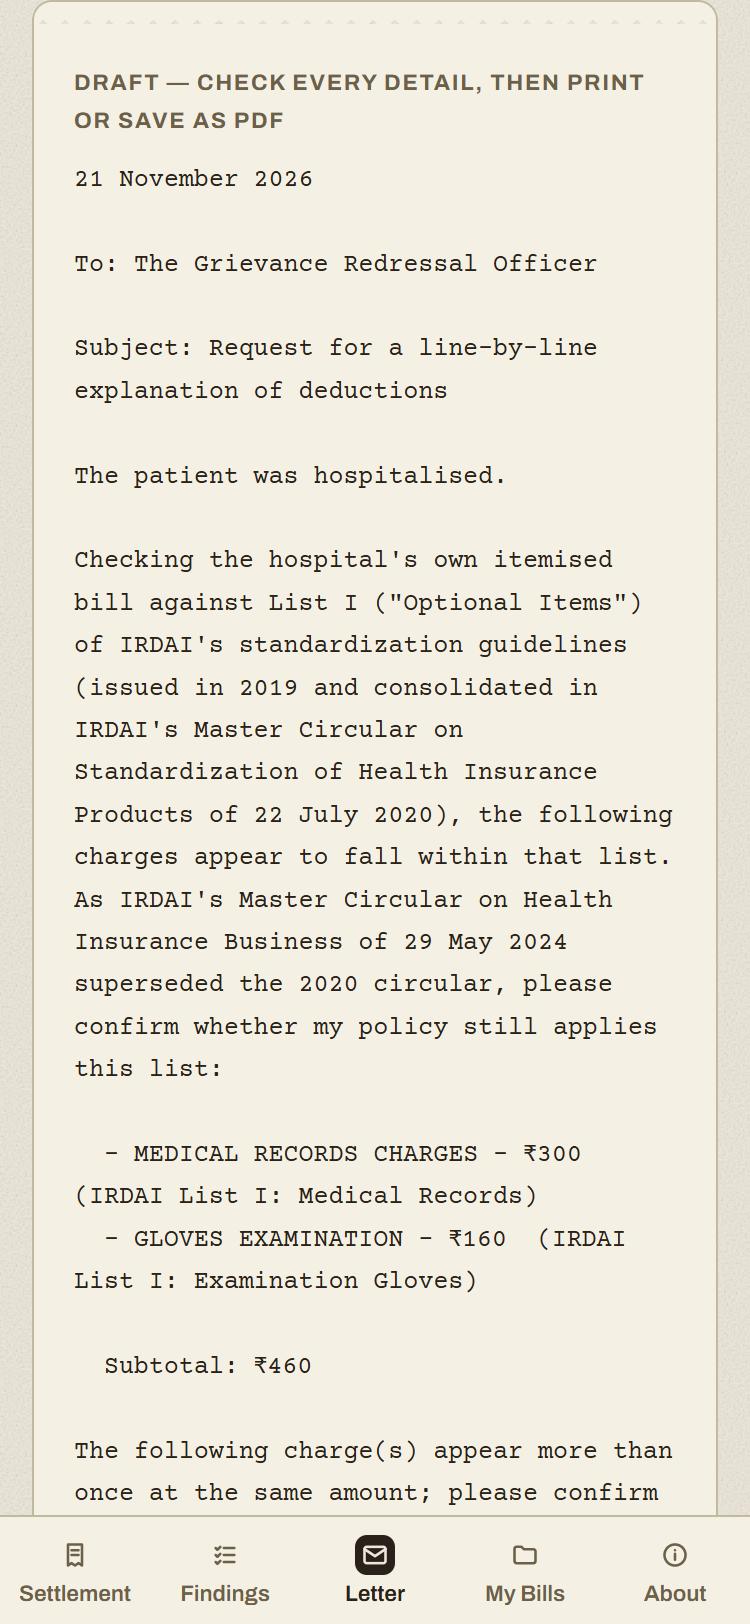 DRAFT — CHECK EVERY DETAIL, THEN PRINT
OR SAVE AS PDF
21 November 2026
To: The Grievance Redressal Officer
Subject: Request for a line-by-line
explanation of deductions
The patient was hospitalised.
Checking the hospital's own itemised
bill against List I ("Optional Items")
of IRDAI's standardization guidelines
(issued in 2019 and consolidated in
IRDAI's Master Circular on
Standardization of Health Insurance
Products of 22 July 2020), the following
charges appear to fall within that list.
As IRDAI's Master Circular on Health
Insurance Business of 29 May 2024
superseded the 2020 circular, please
confirm whether my policy still applies
this list:
- MEDICAL RECORDS CHARGES - ₹300
(IRDAI List I: Medical Records)
- GLOVES EXAMINATION - ₹160  (IRDAI
List I: Examination Gloves)
Subtotal: ₹460
The following charge(s) appear more than
once at the same amount; please confirm
Settlement Findings Letter My Bills About